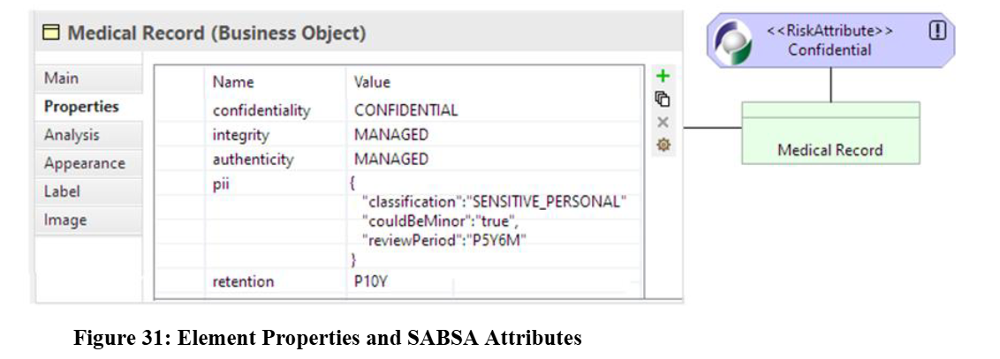 Medical Record (Business Object)
Main
Properties
Analysis
Appearance
Label
Image
Name Value
confidentiality CONFIDENTIAL
integrity MANAGED
authenticity MANAGED
pii {
"classification":"SENSITIVE_PERSONAL"
"couldBeMinor":"true",
"reviewPeriod":"P5Y6M"
}
retention P10Y
<<RiskAttribute>>
Confidential
Medical Record
Figure 31: Element Properties and SABSA Attributes